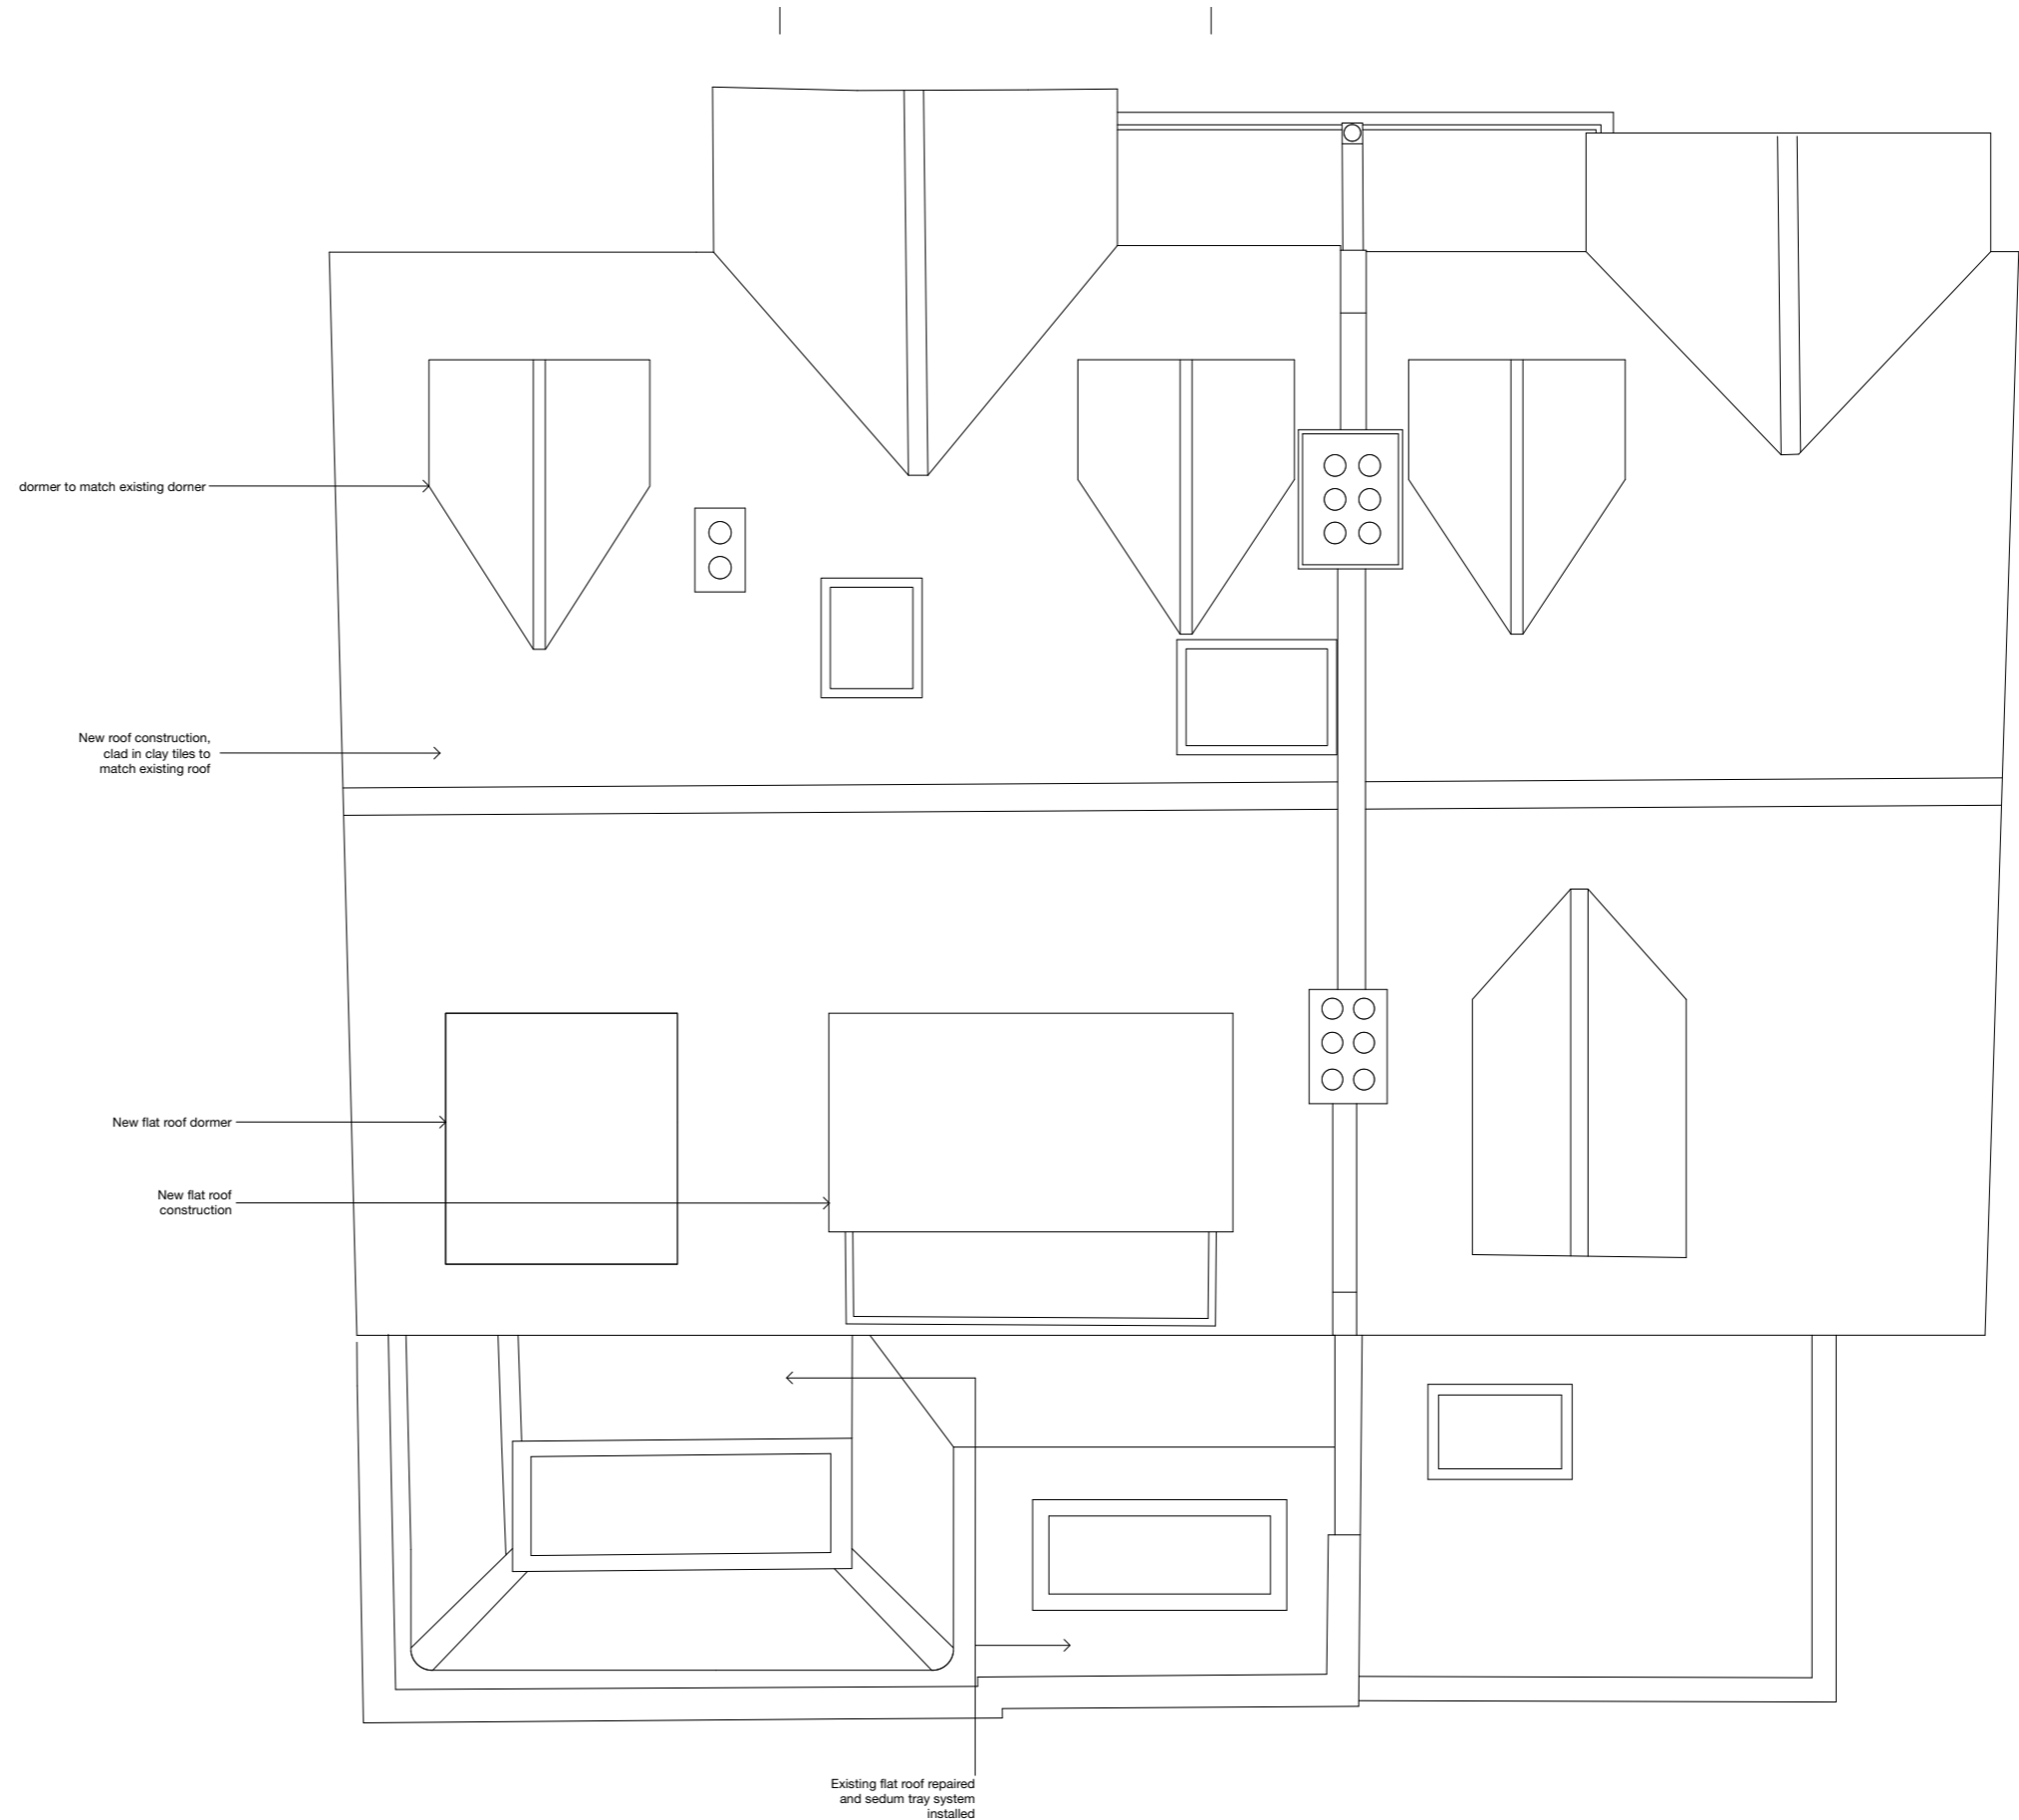 dormer to match existing dorner
New roof construction,
clad in clay tiles to
match existing roof
New flat roof dormer
New flat roof
construction
Existing flat roof repaired
and sedum tray system
installed